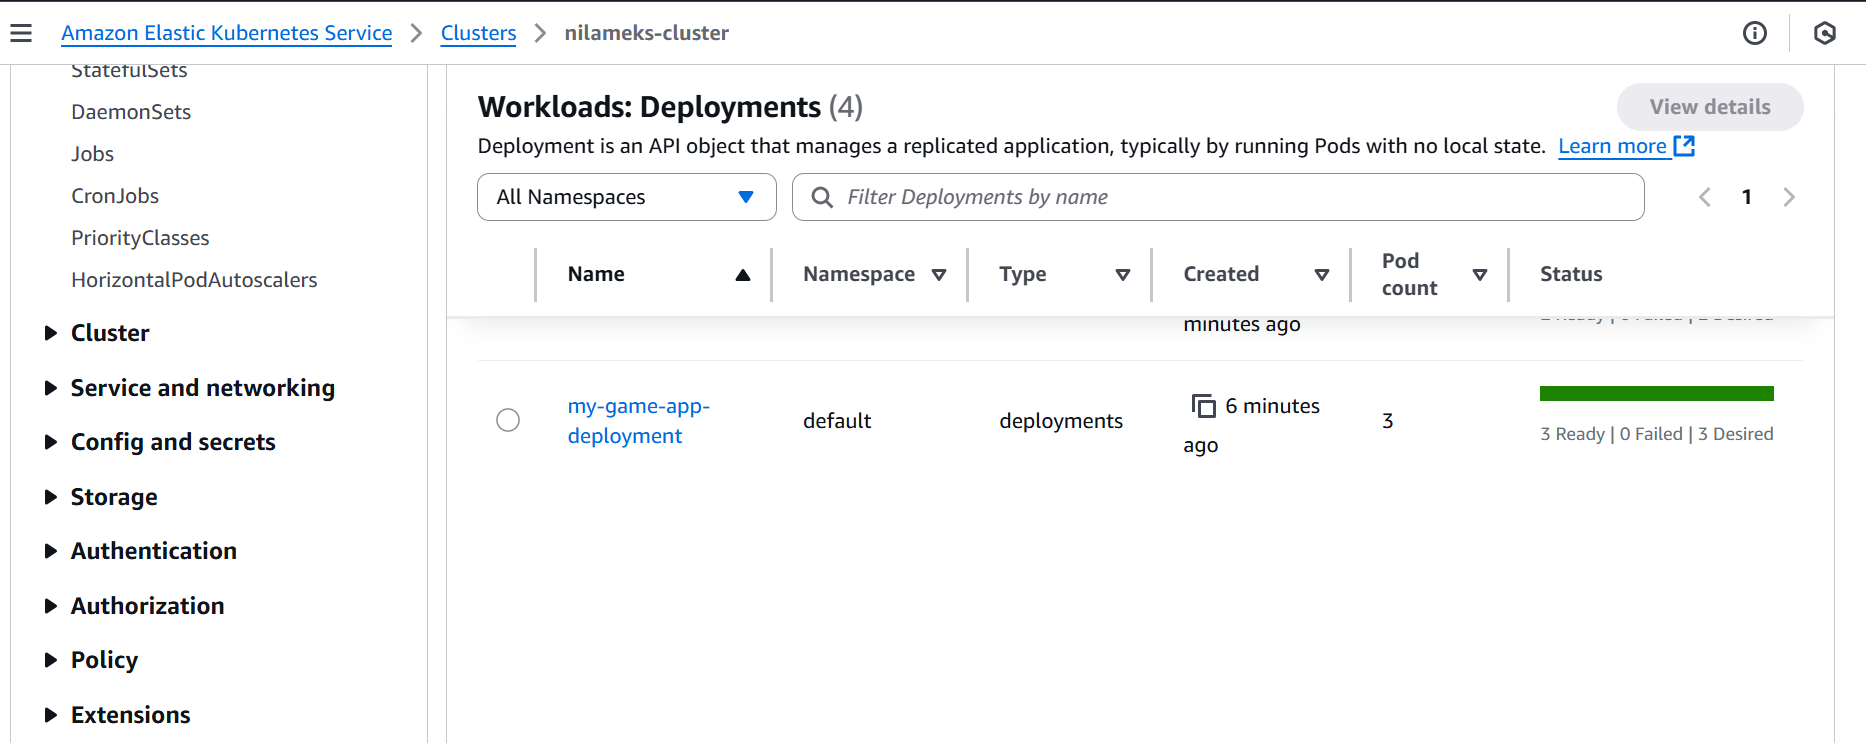 Amazon Elastic Kubernetes Service > Clusters > nilameks-cluster
StatefulSets
DaemonSets
Jobs
CronJobs
PriorityClasses
HorizontalPodAutoscalers
Cluster
Service and networking
Config and secrets
Storage
Authentication
Authorization
Policy
Extensions
Workloads: Deployments (4)
View details
Deployment is an API object that manages a replicated application, typically by running Pods with no local state. Learn more
All Namespaces
Filter Deployments by name
1
Name
Namespace
Type
Created
Pod
count
Status
minutes ago
my-game-app-
deployment
default
deployments
6 minutes
ago
3
3 Ready | 0 Failed | 3 Desired